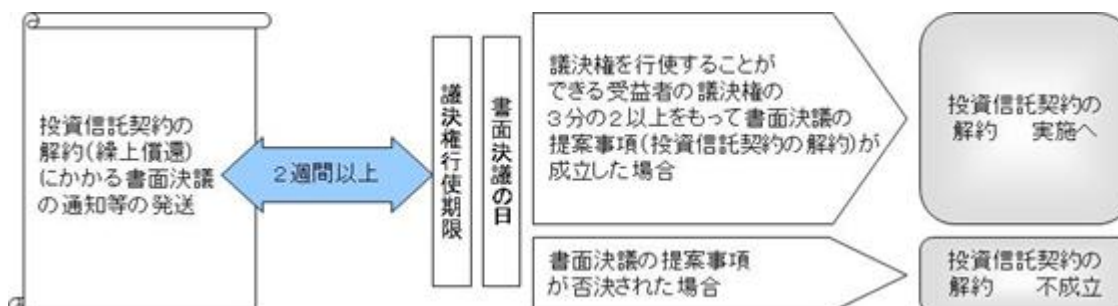 投資信託契約の
解約(繰上償還)
にかかる書面決議
の通知等の発送
2週間以上
議決権行使期限
書面決議の日
議決権を行使することが
できる受益者の議決権の
3分の2以上をもって書面決議の
提案事項(投資信託契約の解約)が
成立した場合
投資信託契約の
解約 実施へ
書面決議の提案事項
が否決された場合
投資信託契約の
解約 不成立